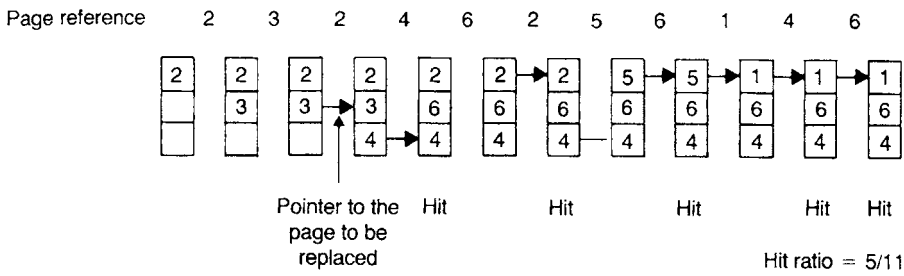 Page reference 2 3 2 4 6 2 5 6 1 4 6
2 2 2 2 2 2 2 5 5 1 1 1
3 3 3 6 6 6 6 6 6 6 6
4 4 4 4 4 4 4 4 4
Pointer to the Hit Hit Hit Hit Hit
page to be
replaced
Hit ratio = 5/11